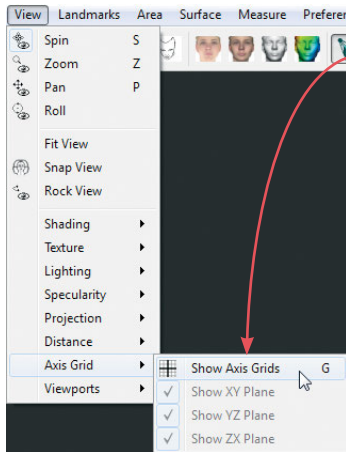 View Landmarks Area Surface Measure Prefere
Spin S
Zoom Z
Pan P
Roll
Fit View
Snap View
Rock View
Shading
Texture
Lighting
Specularity
Projection
Distance
Axis Grid
Show Axis Grids G
Viewports
Show XY Plane
Show YZ Plane
Show ZX Plane